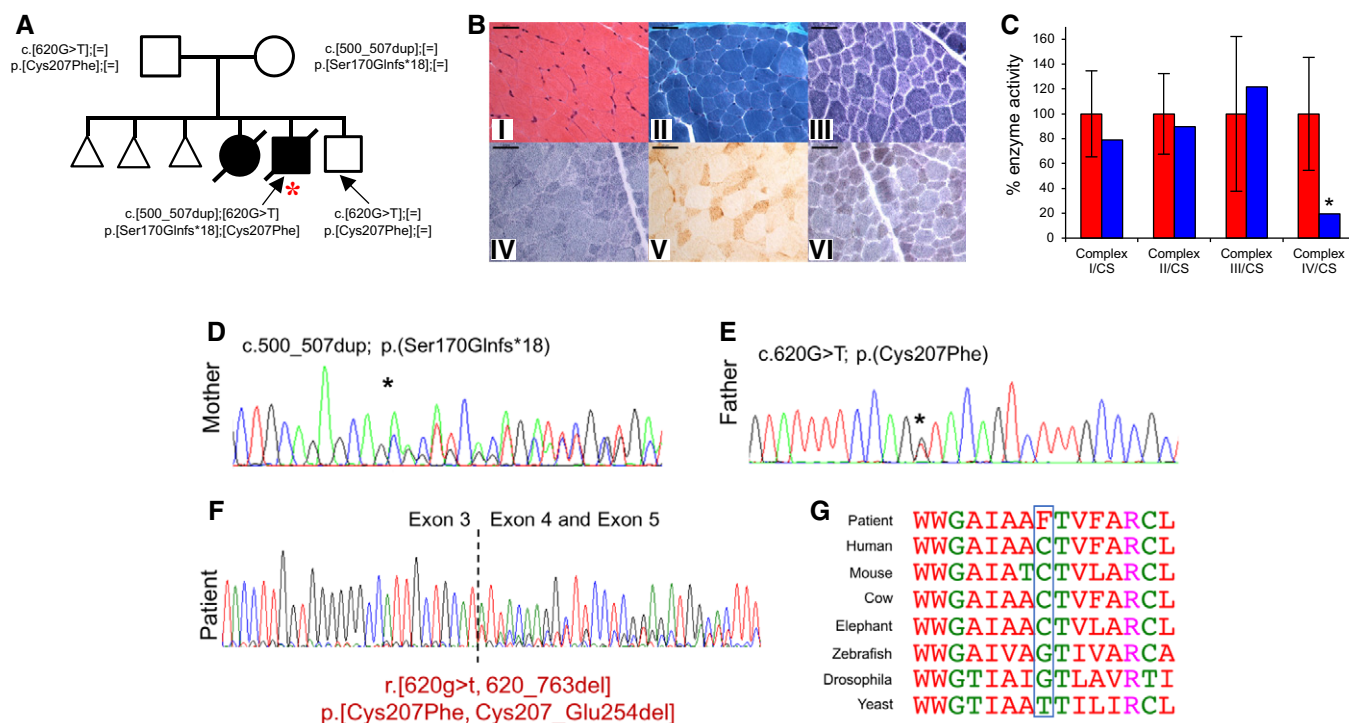 A
c.[620G>T];[=]
p.[Cys207Phe];[=]
c.[500_507dup];[=]
p.[Ser170Glnfs*18];[=]
*
c.[500_507dup];[620G>T]
p.[Ser170Glnfs*18];[Cys207Phe]
c.[620G>T];[=]
p.[Cys207Phe];[=]
B
I
II
III
IV
V
VI
C
% enzyme activity
160
140
120
100
80
60
40
20
0
*
Complex
I/CS
Complex
II/CS
Complex
III/CS
Complex
IV/CS
D
c.500_507dup; p.(Ser170Glnfs*18)
*
Mother
E
c.620G>T; p.(Cys207Phe)
*
Father
F
Exon 3
Exon 4 and Exon 5
Patient
r.[620g>t, 620_763del]
p.[Cys207Phe, Cys207_Glu254del]
G
Patient WWGAIAAFTVFARCL
Human WWGAIAACTVFARCL
Mouse WWGAIATCTVLARCL
Cow WWGAIAACTVFARCL
Elephant WWGAIAACTVLARCL
Zebrafish WWGAIVAGTIVARCA
Drosophila WWGTIAIGTLAVRTI
Yeast WWGTIAATTILIRCL